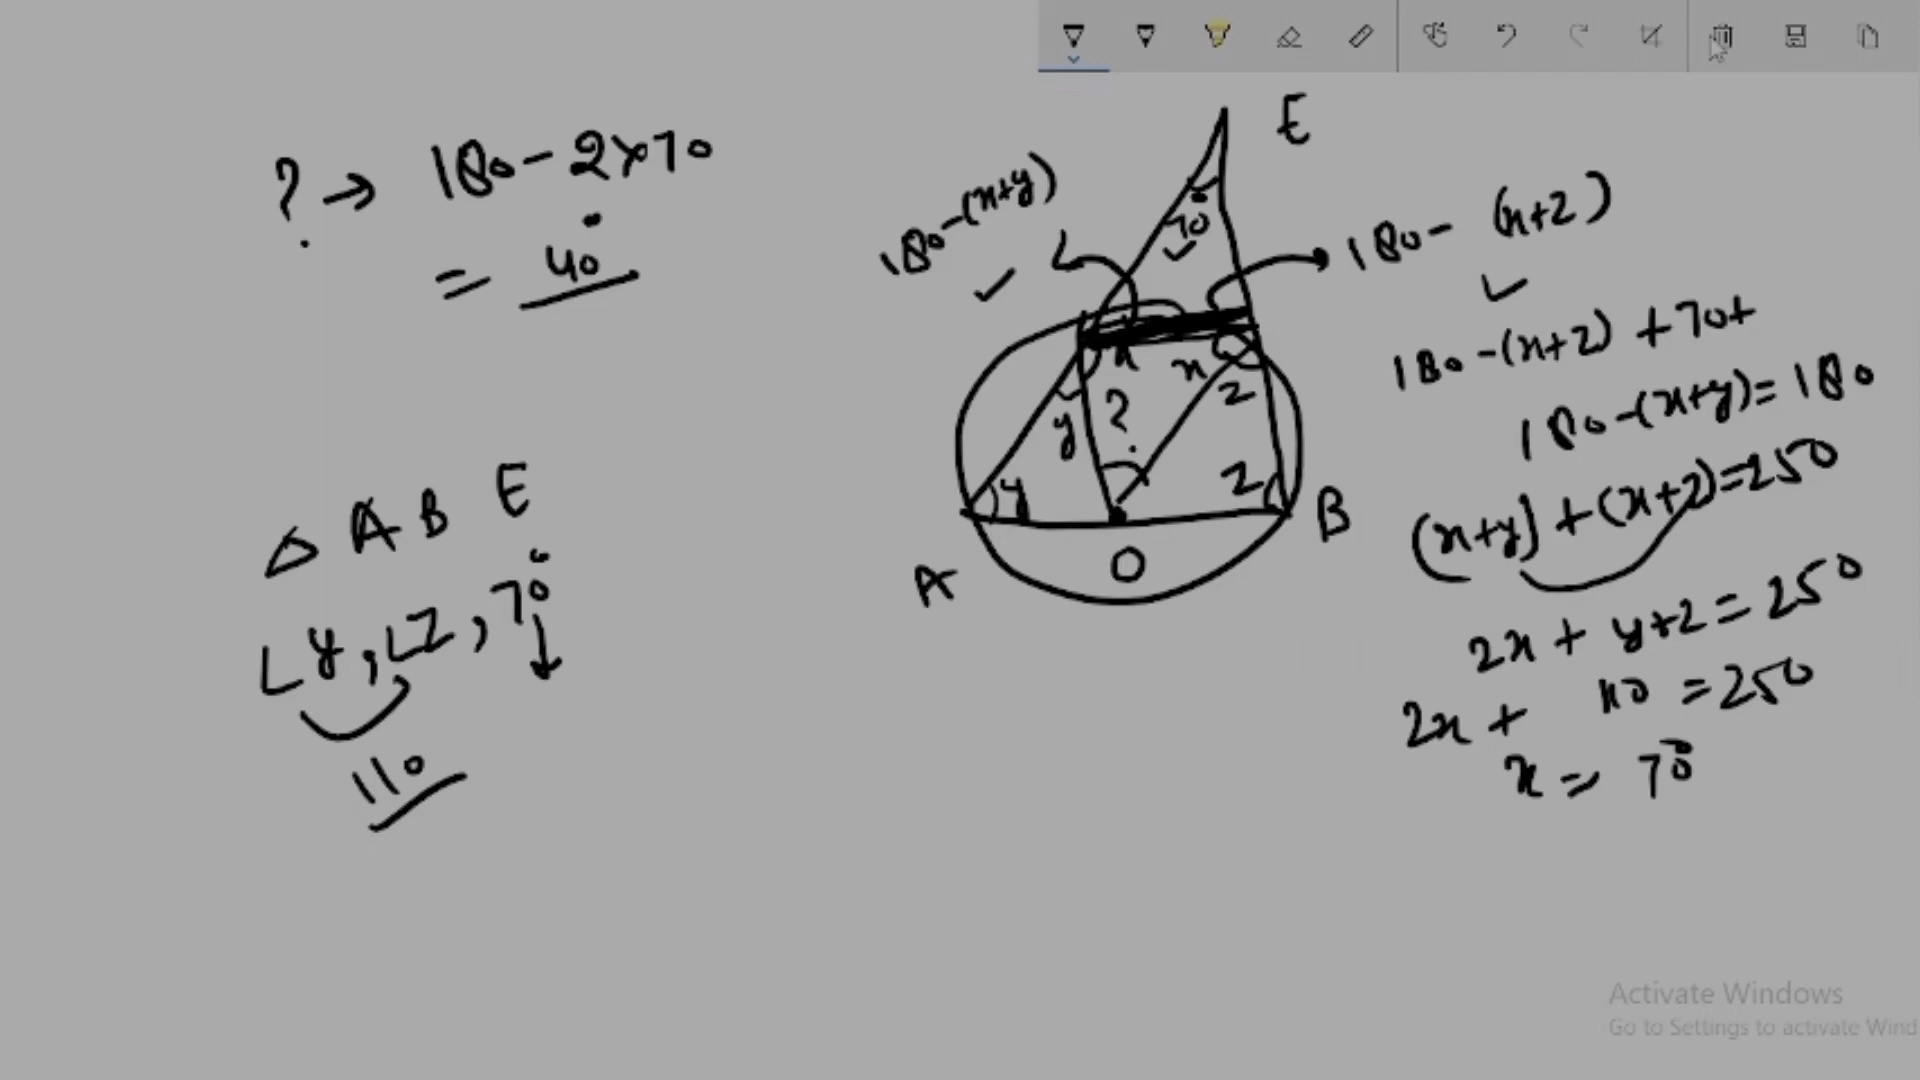 ? → 180 - 2×70
= 40°
△ A B E
∠y, ∠Z, 70°
110
E
180-(x+y)
70°
180 - (x+z)
x
x
y
?
z
y
z
A
O
B
180 -(x+z) +70+
180 -(x+y)= 180
(x+y) + (x+z)=250
2x + y+z = 250
2x + 110 = 250
x = 70°
Activate Windows
Go to Settings to activate Wind